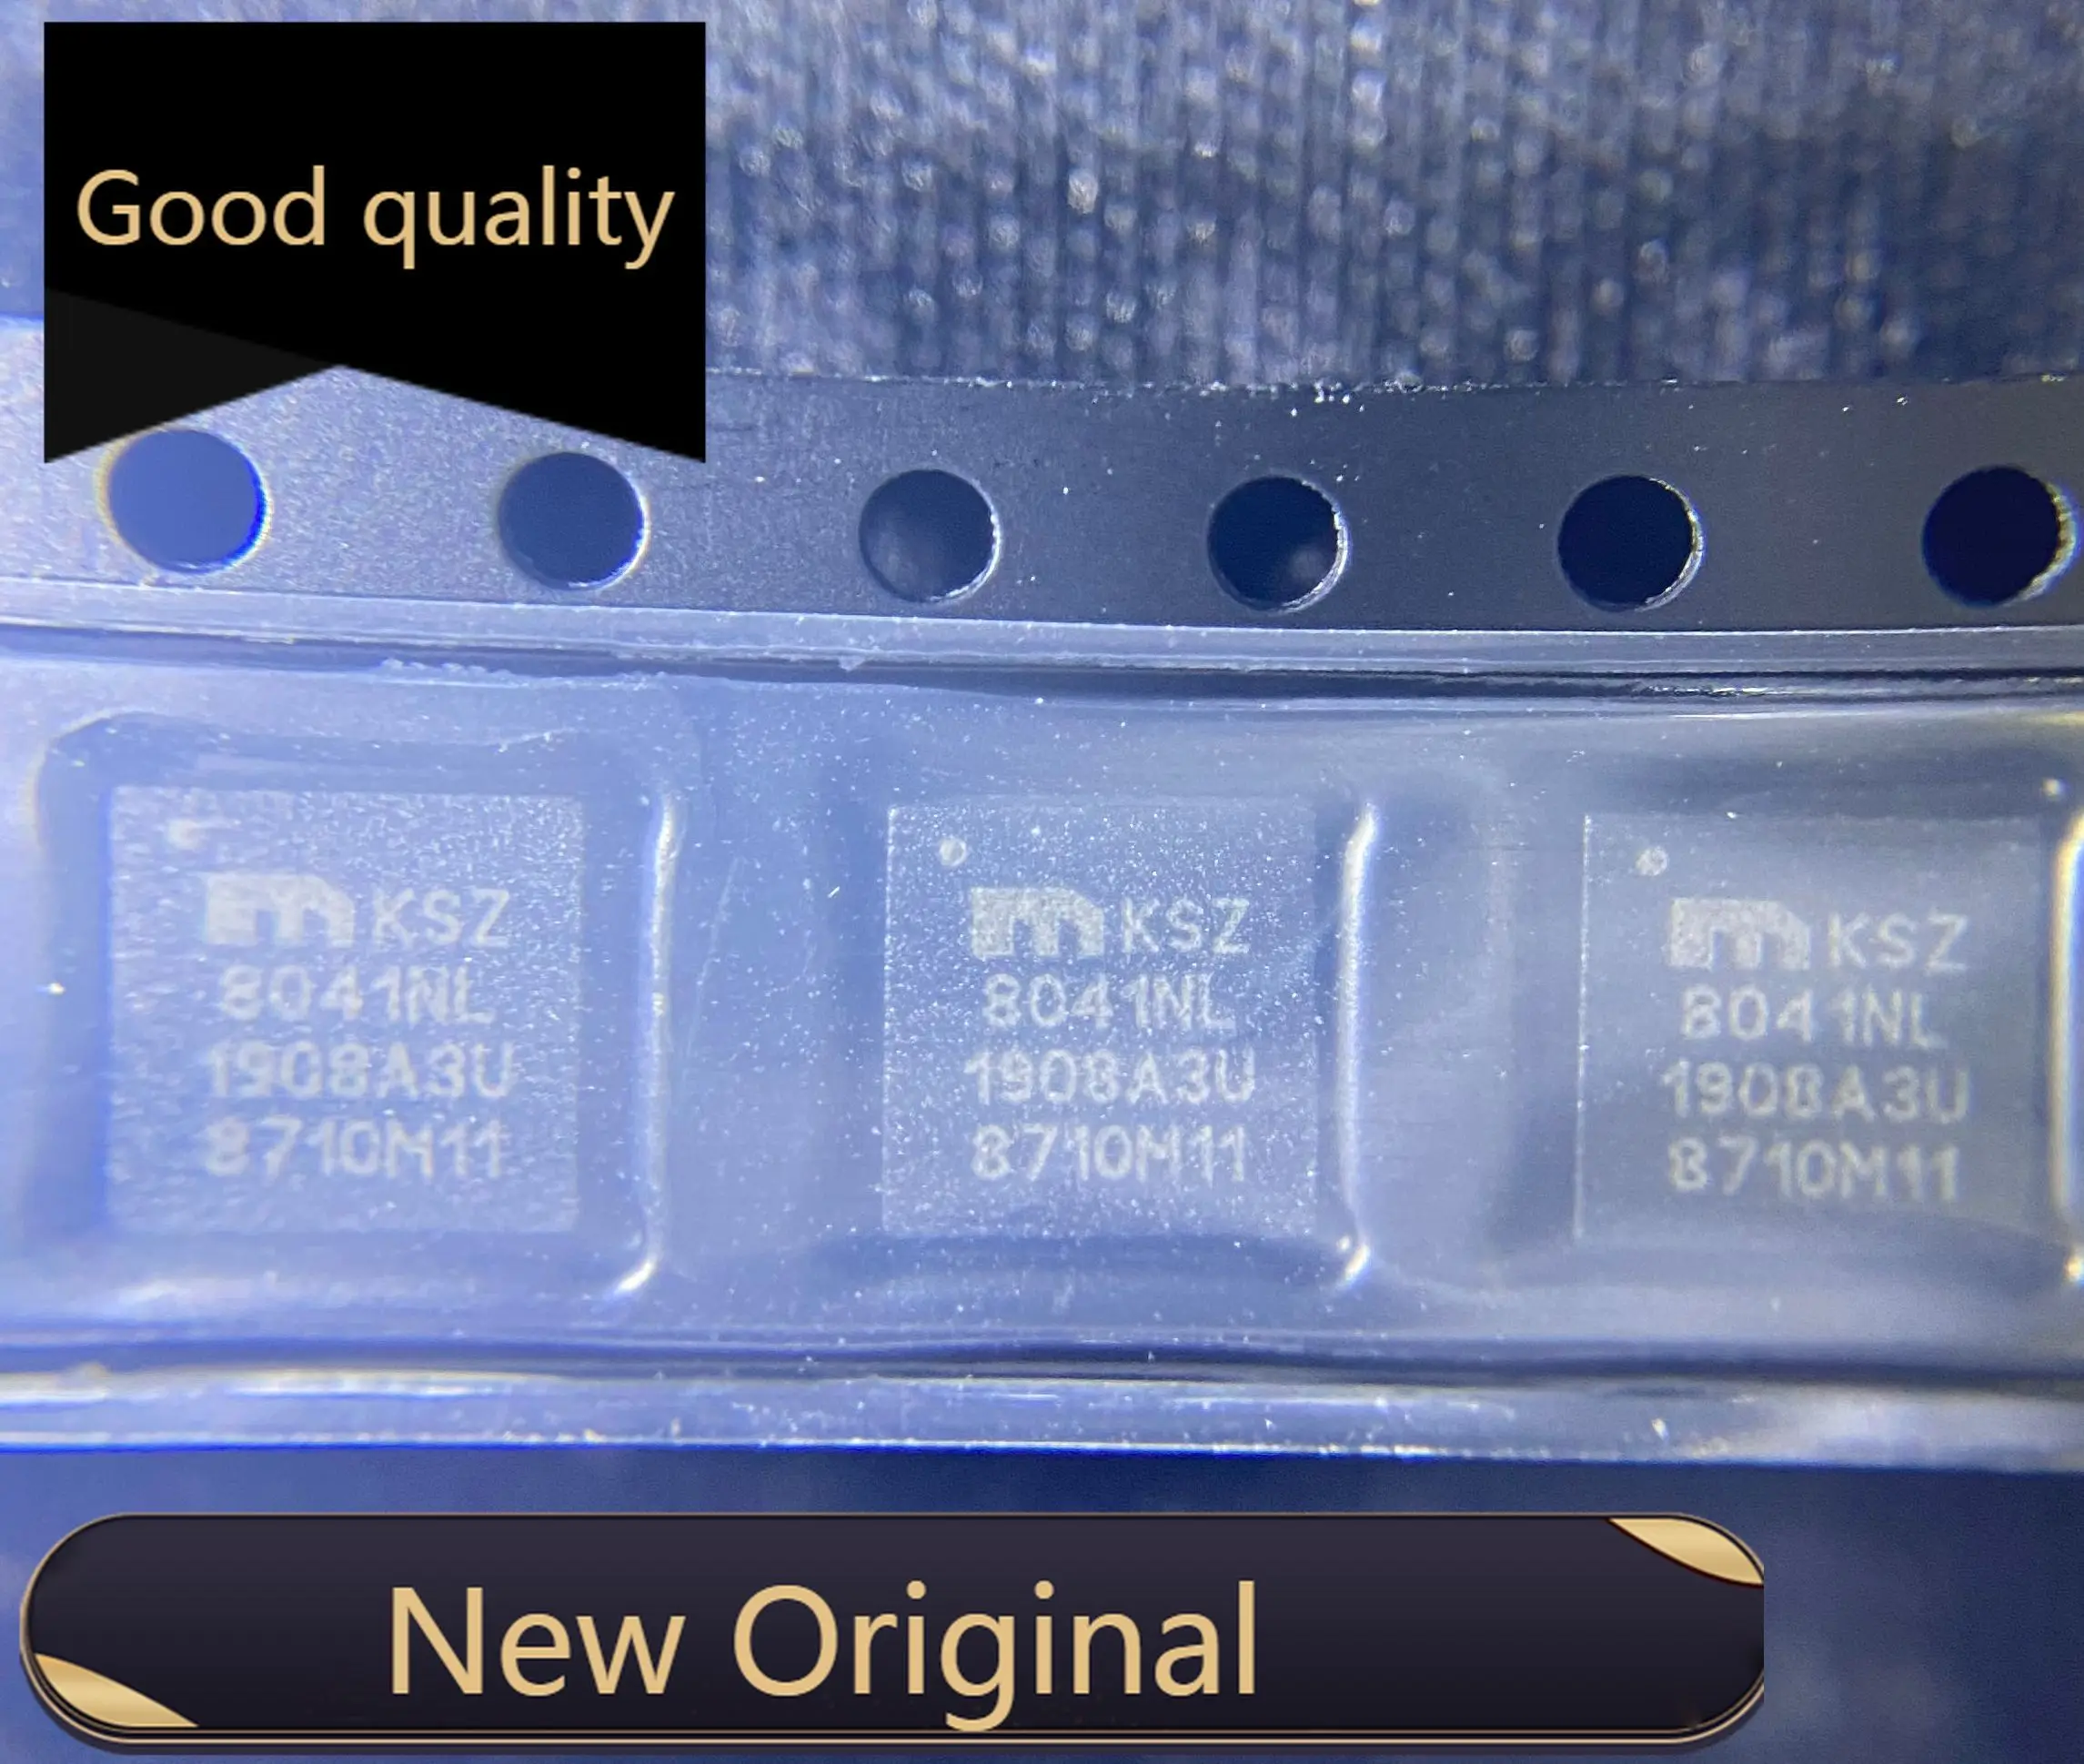 Good quality
m KSZ
8041NL
1908A3U
8710M11
m KSZ
8041NL
1908A3U
8710M11
m KSZ
8041NL
1908A3U
8710M11
New Original